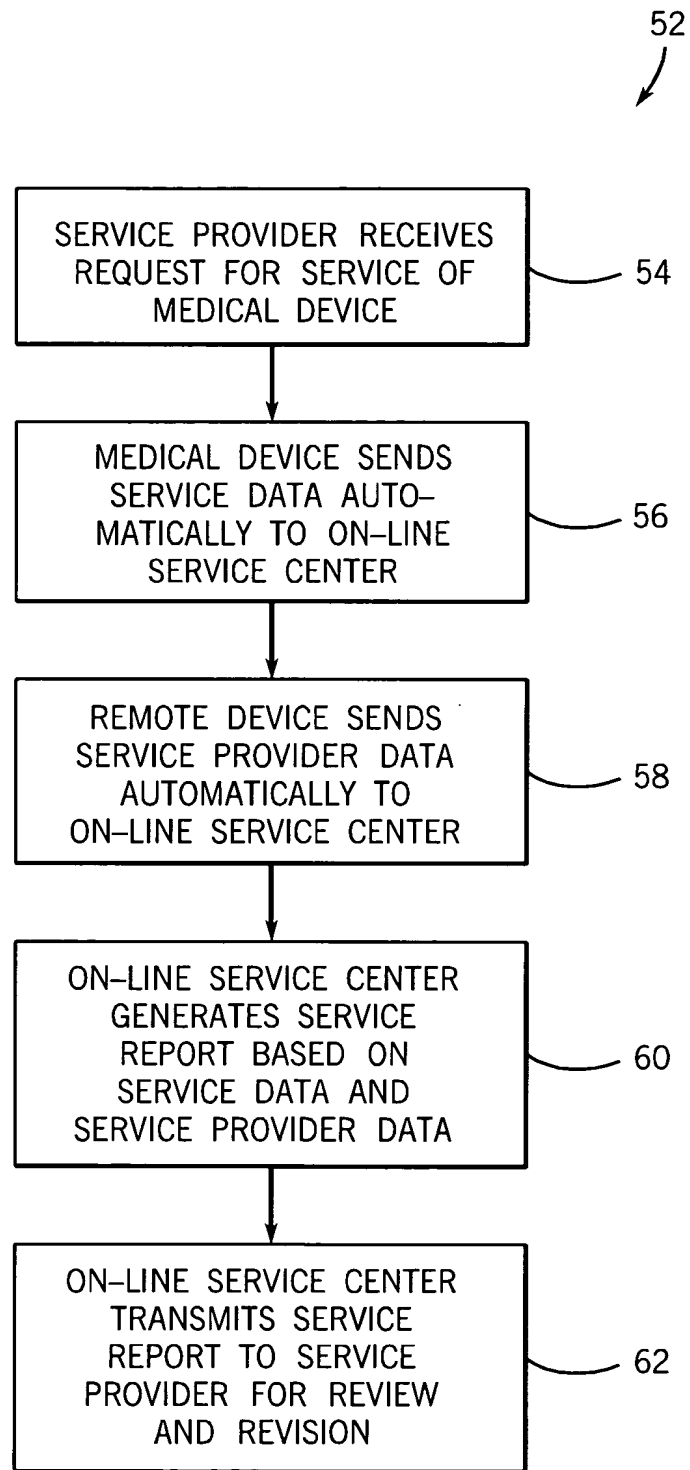 52
SERVICE PROVIDER RECEIVES
REQUEST FOR SERVICE OF
MEDICAL DEVICE
54
MEDICAL DEVICE SENDS
SERVICE DATA AUTO–
MATICALLY TO ON–LINE
SERVICE CENTER
56
REMOTE DEVICE SENDS
SERVICE PROVIDER DATA
AUTOMATICALLY TO
ON–LINE SERVICE CENTER
58
ON–LINE SERVICE CENTER
GENERATES SERVICE
REPORT BASED ON
SERVICE DATA AND
SERVICE PROVIDER DATA
60
ON–LINE SERVICE CENTER
TRANSMITS SERVICE
REPORT TO SERVICE
PROVIDER FOR REVIEW
AND REVISION
62